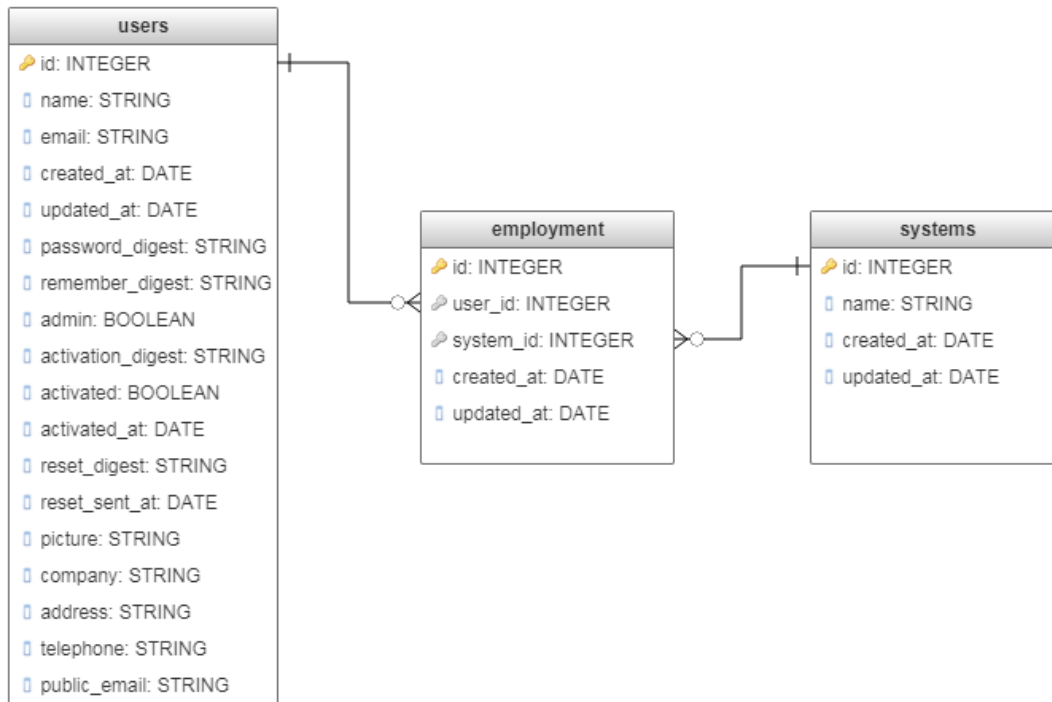 users
id: INTEGER
name: STRING
email: STRING
created_at: DATE
updated_at: DATE
password_digest: STRING
remember_digest: STRING
admin: BOOLEAN
activation_digest: STRING
activated: BOOLEAN
activated_at: DATE
reset_digest: STRING
reset_sent_at: DATE
picture: STRING
company: STRING
address: STRING
telephone: STRING
public_email: STRING
employment
id: INTEGER
user_id: INTEGER
system_id: INTEGER
created_at: DATE
updated_at: DATE
systems
id: INTEGER
name: STRING
created_at: DATE
updated_at: DATE